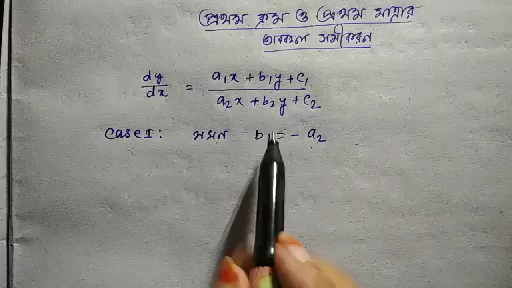 প্রথম ক্রম ও প্রথম মাত্রার
অবকল সমীকরণ
dy/dx = (a₁x + b₁y + c₁)/(a₂x + b₂y + c₂)
Case I: যখন b₁ = - a₂